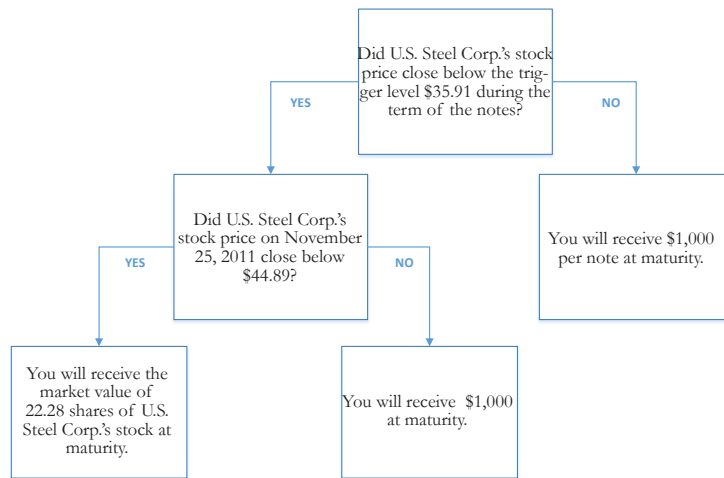 Did U.S. Steel Corp.'s stock
price close below the trig-
ger level $35.91 during the
term of the notes?
YES
NO
Did U.S. Steel Corp.'s
stock price on November
25, 2011 close below
$44.89?
You will receive $1,000
per note at maturity.
YES
NO
You will receive the
market value of
22.28 shares of U.S.
Steel Corp.'s stock at
maturity.
You will receive $1,000
at maturity.